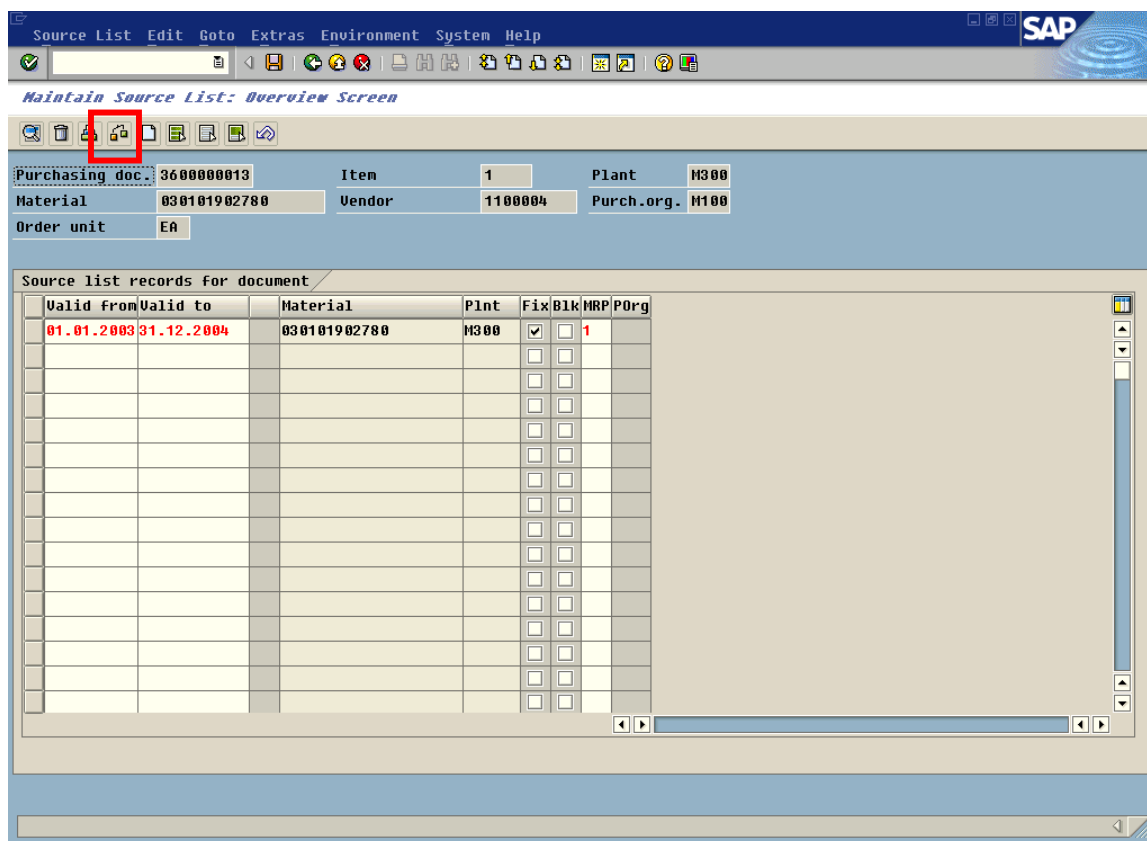 Source List Edit Goto Extras Environment System Help
SAP
Maintain Source List: Overview Screen
Purchasing doc. 3600000013 Item 1 Plant M300
Material 030101902780 Vendor 1100004 Purch.org. M100
Order unit EA
Source list records for document
Valid from Valid to Material Plnt Fix Blk MRP POrg
01.01.2003 31.12.2004 030101902780 M300 1